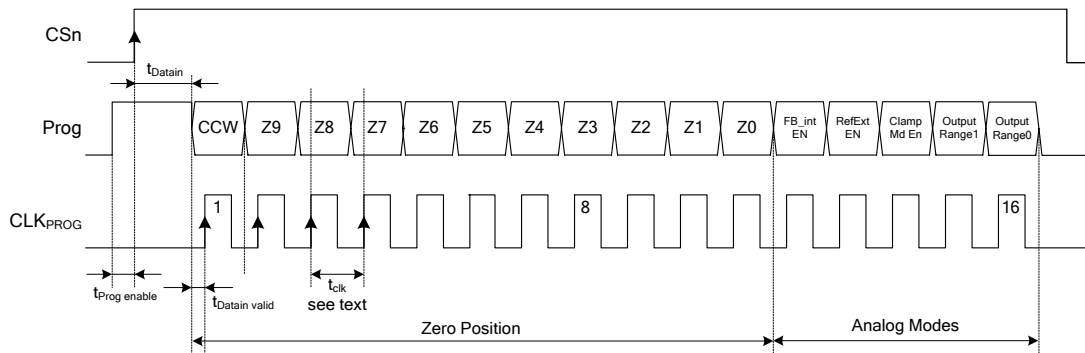 CSn
tDatain
Prog
CCW Z9 Z8 Z7 Z6 Z5 Z4 Z3 Z2 Z1 Z0
FB_int
EN
RefExt
EN
Clamp
Md En
Output
Range1
Output
Range0
CLKPROG
1 8 16
tProg enable
tDatain valid
tclk
see text
Zero Position
Analog Modes